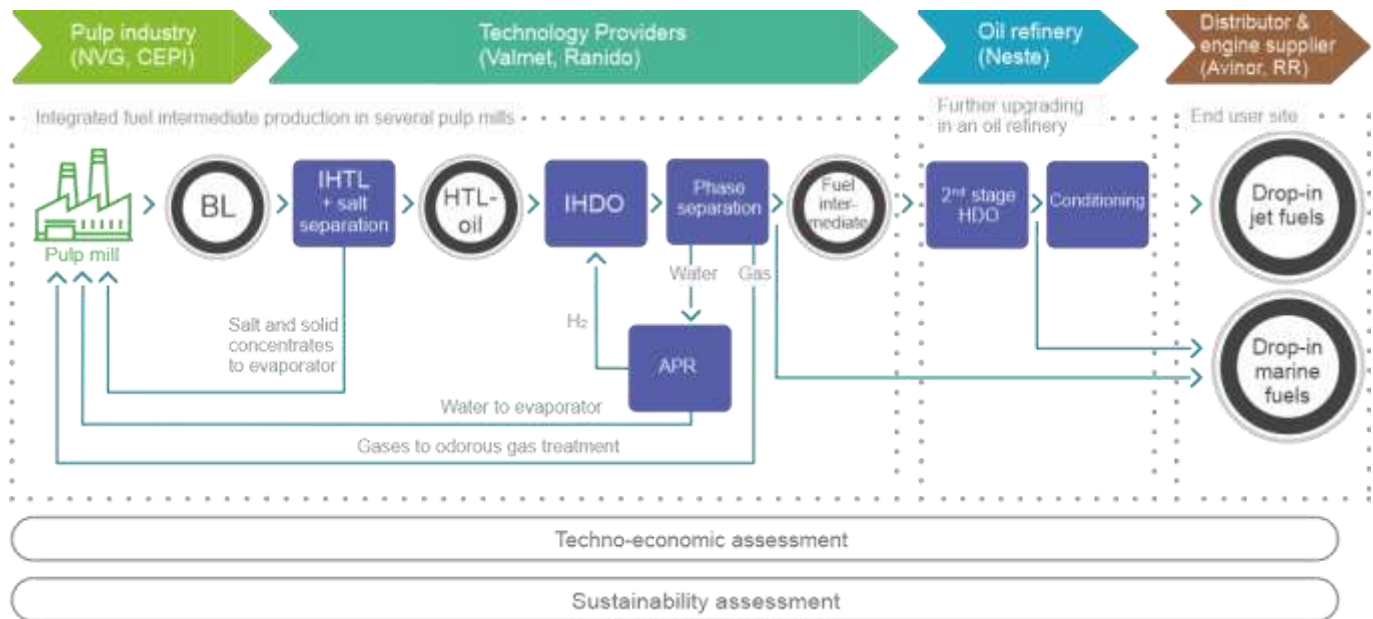 Pulp industry
(NVG, CEPI)
Technology Providers
(Valmet, Ranido)
Oil refinery
(Neste)
Distributor &
engine supplier
(Avinor, RR)
Integrated fuel intermediate production in several pulp mills
Further upgrading
in an oil refinery
End user site
Pulp mill
BL
IHTL
+ salt
separation
HTL-
oil
IHDO
Phase
separation
Fuel
inter-
mediate
2nd stage
HDO
Conditioning
Drop-in
jet fuels
Water
Gas
H₂
APR
Salt and solid
concentrates
to evaporator
Drop-in
marine
fuels
Water to evaporator
Gases to odorous gas treatment
Techno-economic assessment
Sustainability assessment